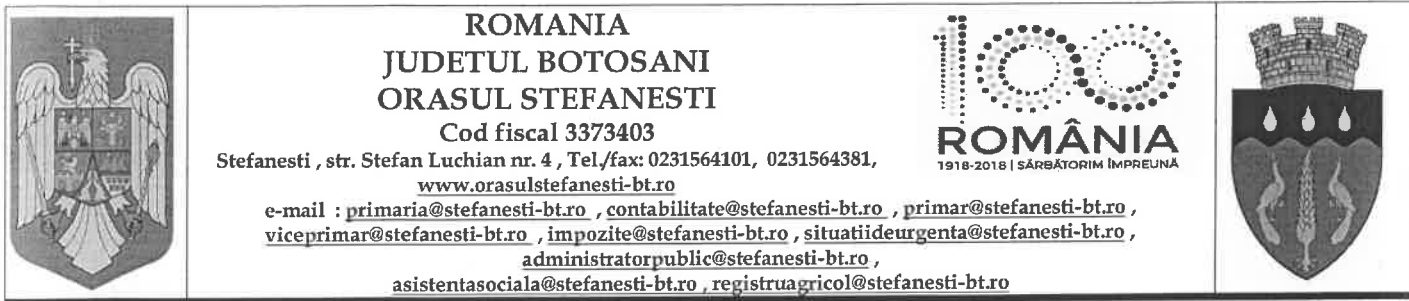 ROMANIA
JUDETUL BOTOSANI
ORASUL STEFANESTI
Cod fiscal 3373403
Stefanesti , str. Stefan Luchian nr. 4 , Tel./fax: 0231564101, 0231564381,
www.orasulstefanesti-bt.ro
e-mail : primaria@stefanesti-bt.ro , contabilitate@stefanesti-bt.ro , primar@stefanesti-bt.ro ,
viceprimar@stefanesti-bt.ro , impozite@stefanesti-bt.ro , situatiideurgenta@stefanesti-bt.ro ,
administratorpublic@stefanesti-bt.ro ,
asistentasociala@stefanesti-bt.ro , registruagricol@stefanesti-bt.ro
100
ROMÂNIA
1918-2018 | SĂRBĂTORIM ÎMPREUNĂ